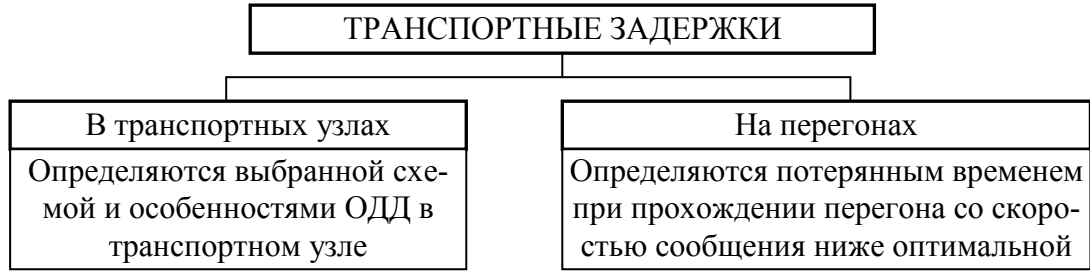 ТРАНСПОРТНЫЕ ЗАДЕРЖКИ
В транспортных узлах
Определяются выбранной схе-
мой и особенностями ОДД в
транспортном узле
На перегонах
Определяются потерянным временем
при прохождении перегона со скоро-
стью сообщения ниже оптимальной